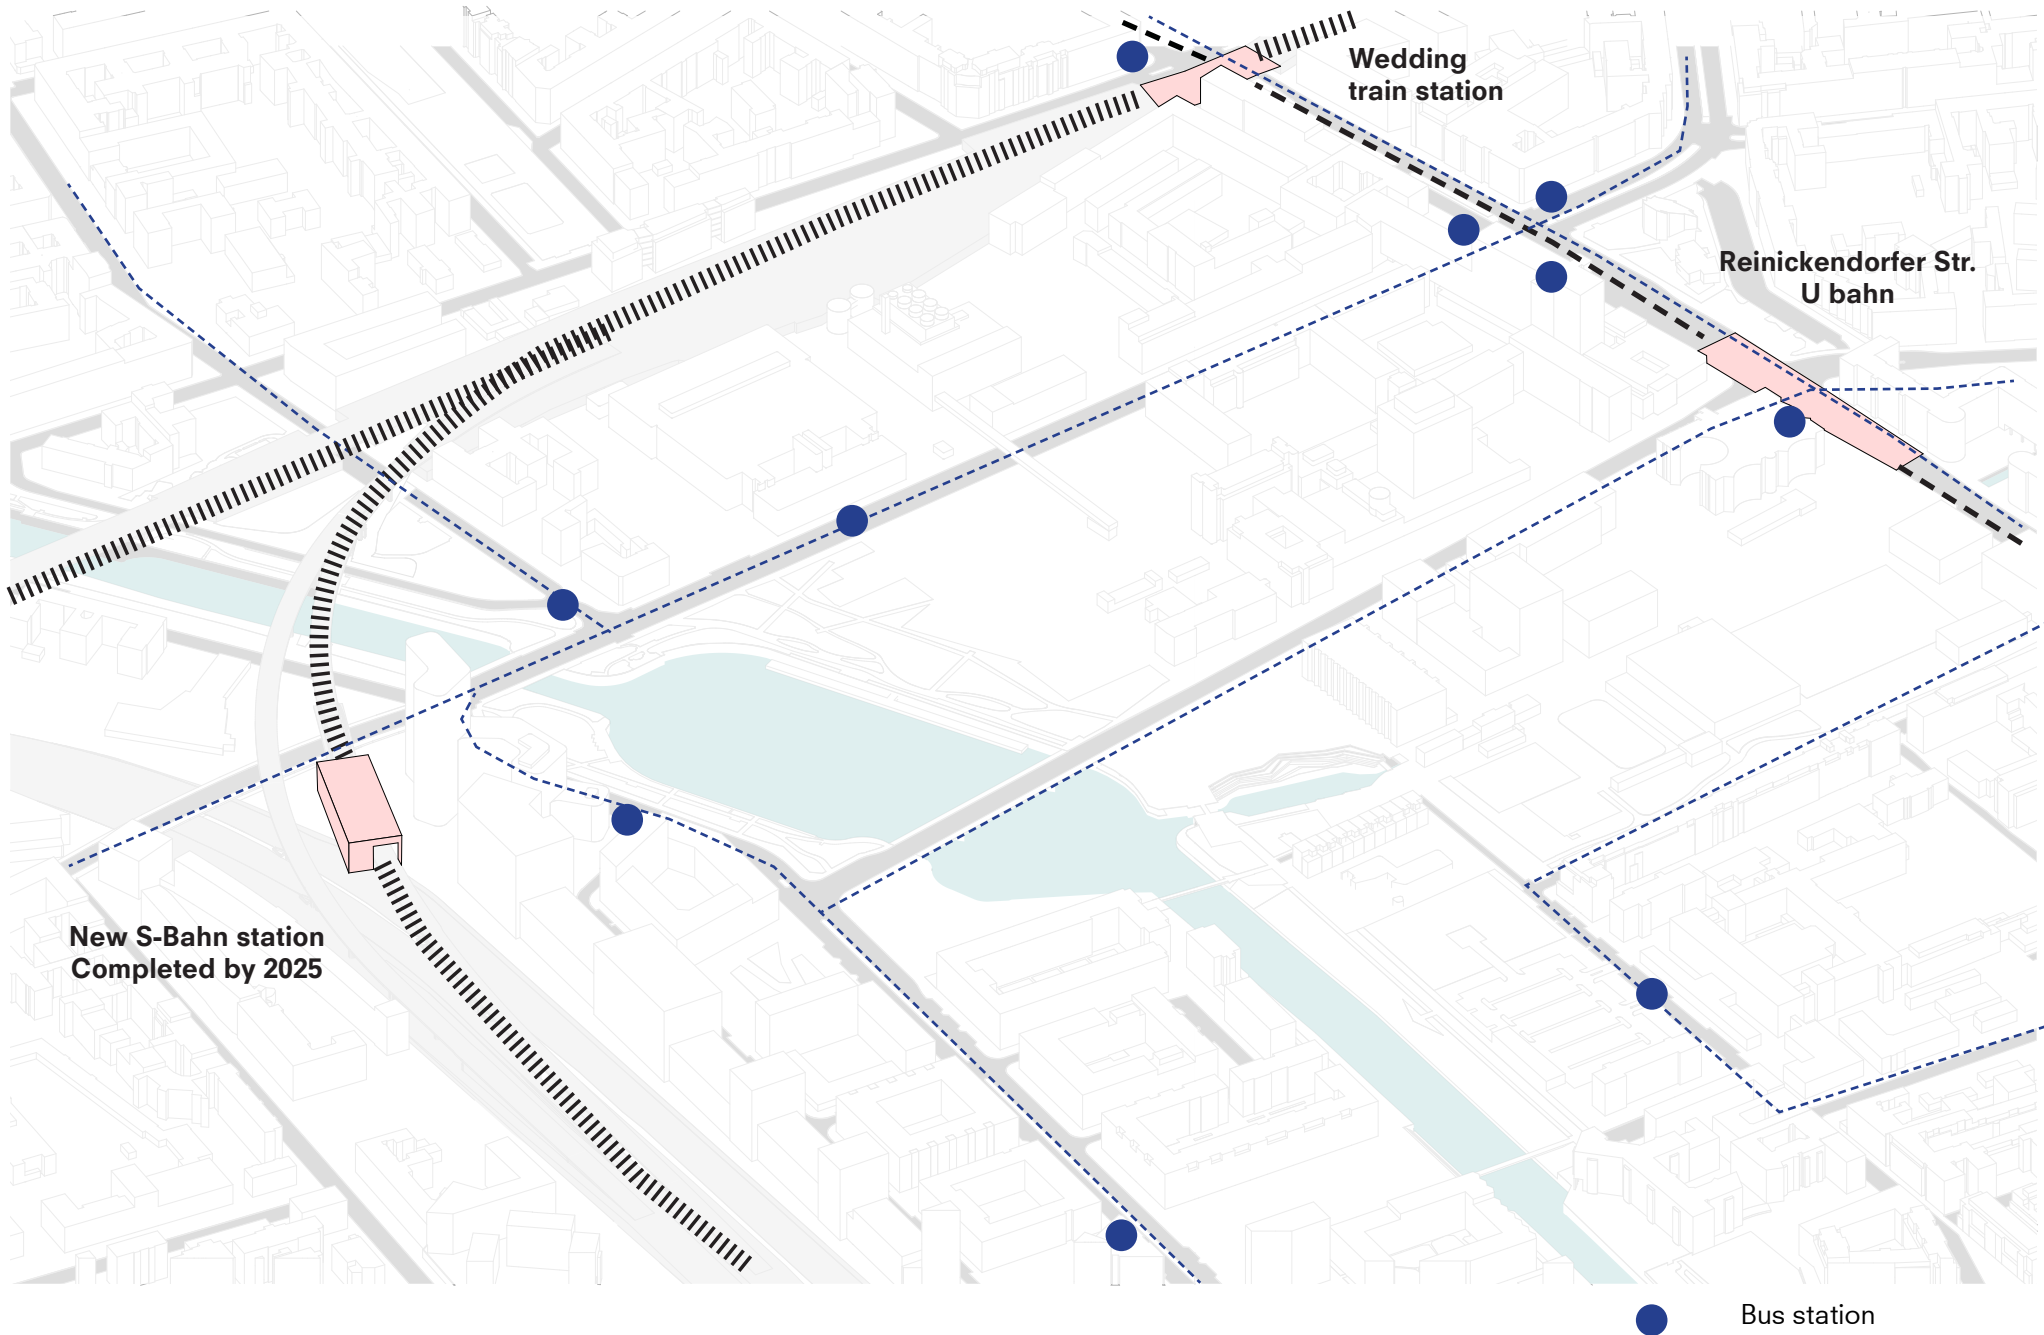 Wedding
train station
Reinickendorfer Str.
U bahn
New S-Bahn station
Completed by 2025
Bus station